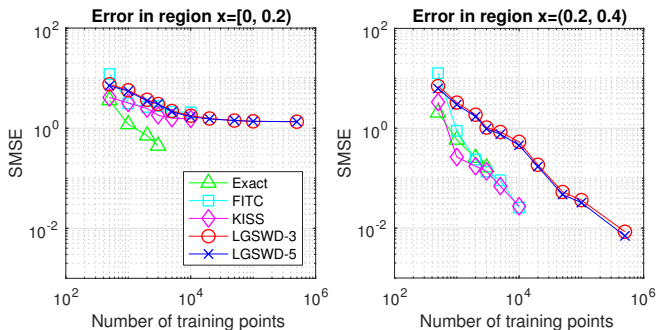 Error in region x=[0, 0.2)
SMSE
10^2
10^0
10^-2
Exact
FITC
KISS
LGSWD-3
LGSWD-5
10^2
10^4
10^6
Number of training points
Error in region x=(0.2, 0.4)
SMSE
10^2
10^0
10^-2
10^2
10^4
10^6
Number of training points